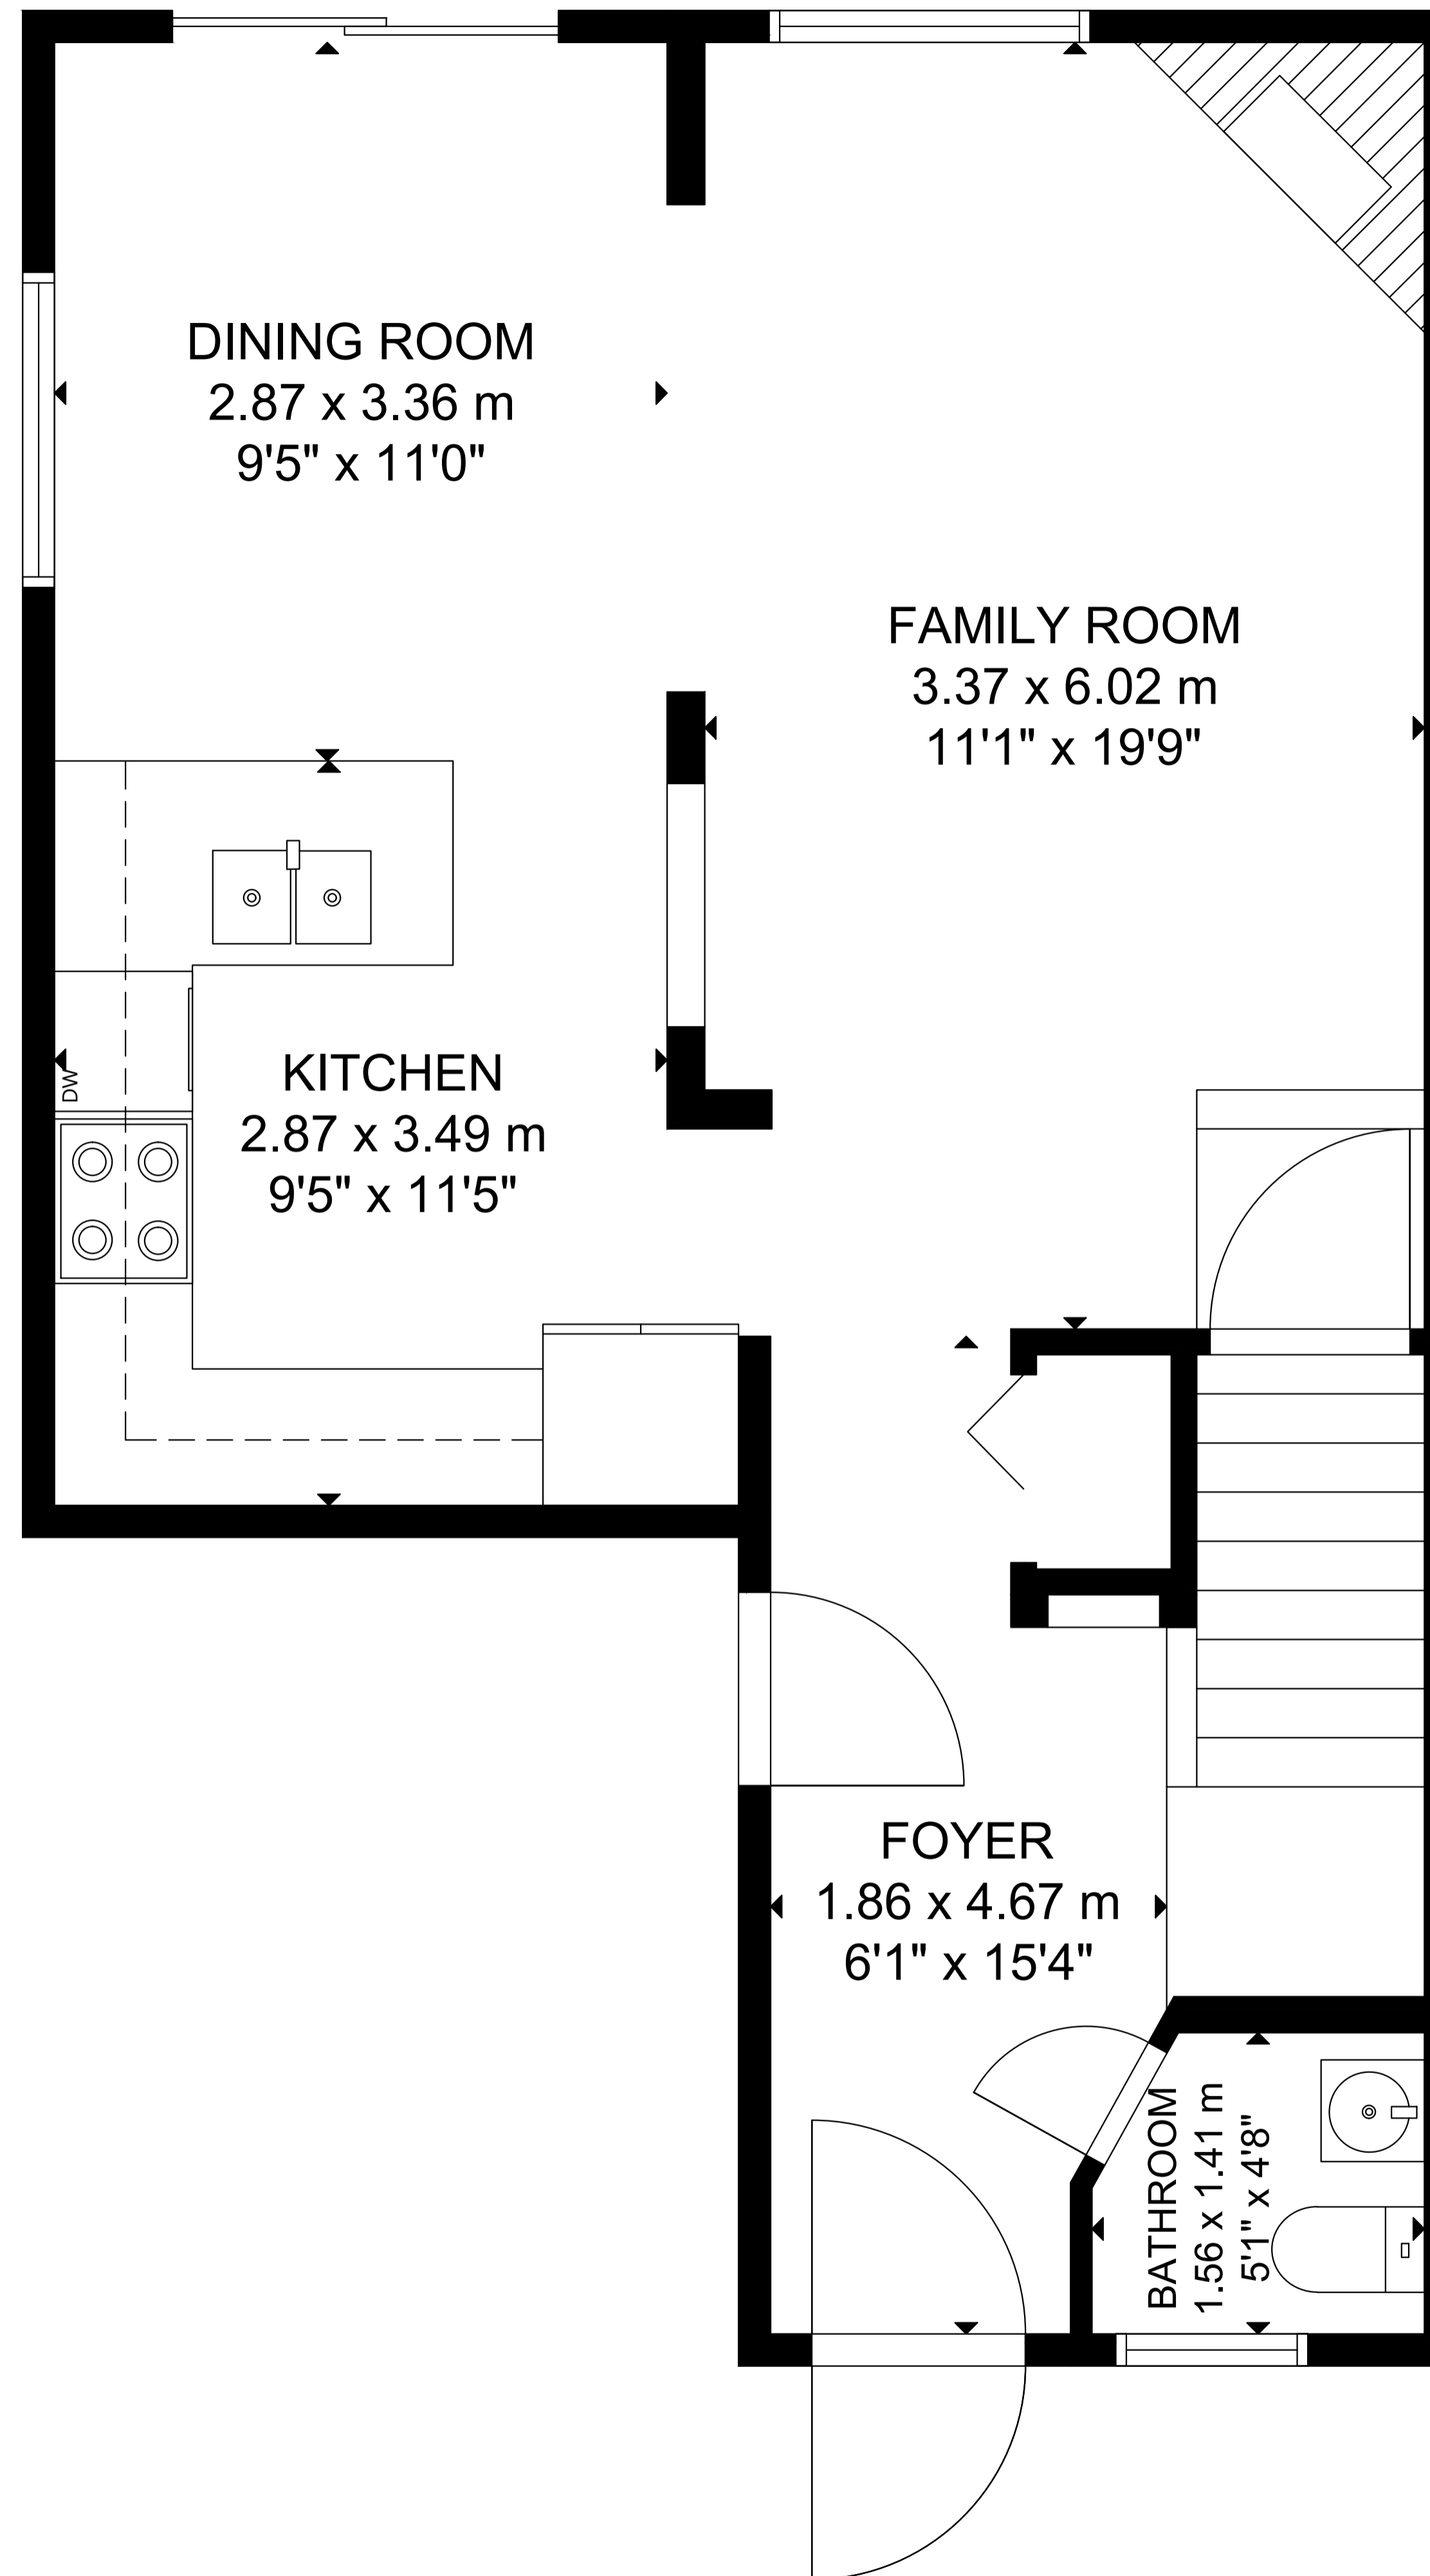 DINING ROOM
2.87 x 3.36 m
9'5" x 11'0"
FAMILY ROOM
3.37 x 6.02 m
11'1" x 19'9"
KITCHEN
2.87 x 3.49 m
9'5" x 11'5"
DW
FOYER
1.86 x 4.67 m
6'1" x 15'4"
BATHROOM
1.56 x 1.41 m
5'1" x 4'8"